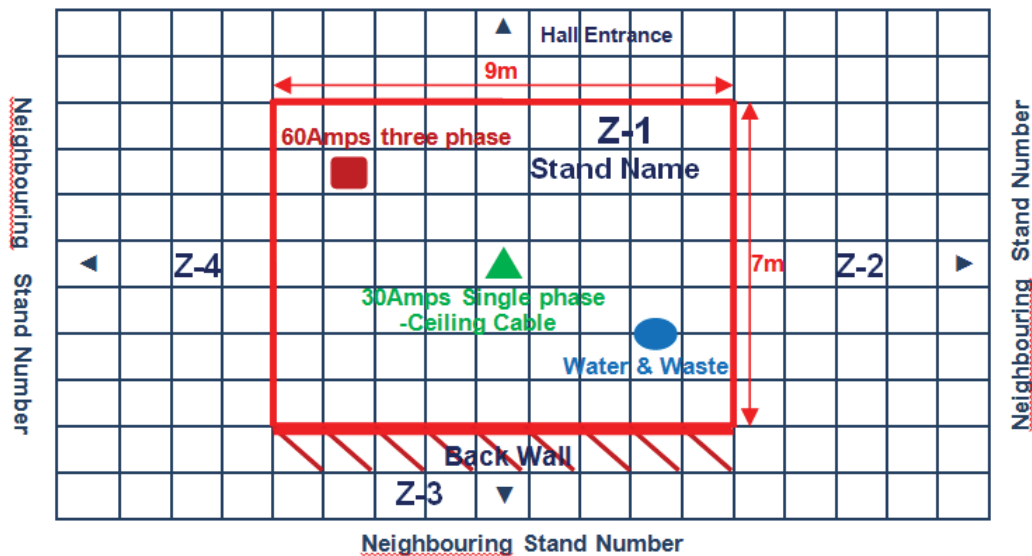 Hall Entrance
9m
60Amps three phase
Z-1
Stand Name
Neighbouring Stand Number
Z-4
30Amps Single phase
-Ceiling Cable
7m
Z-2
Neighbouring Stand Number
Water & Waste
Back Wall
Z-3
Neighbouring Stand Number